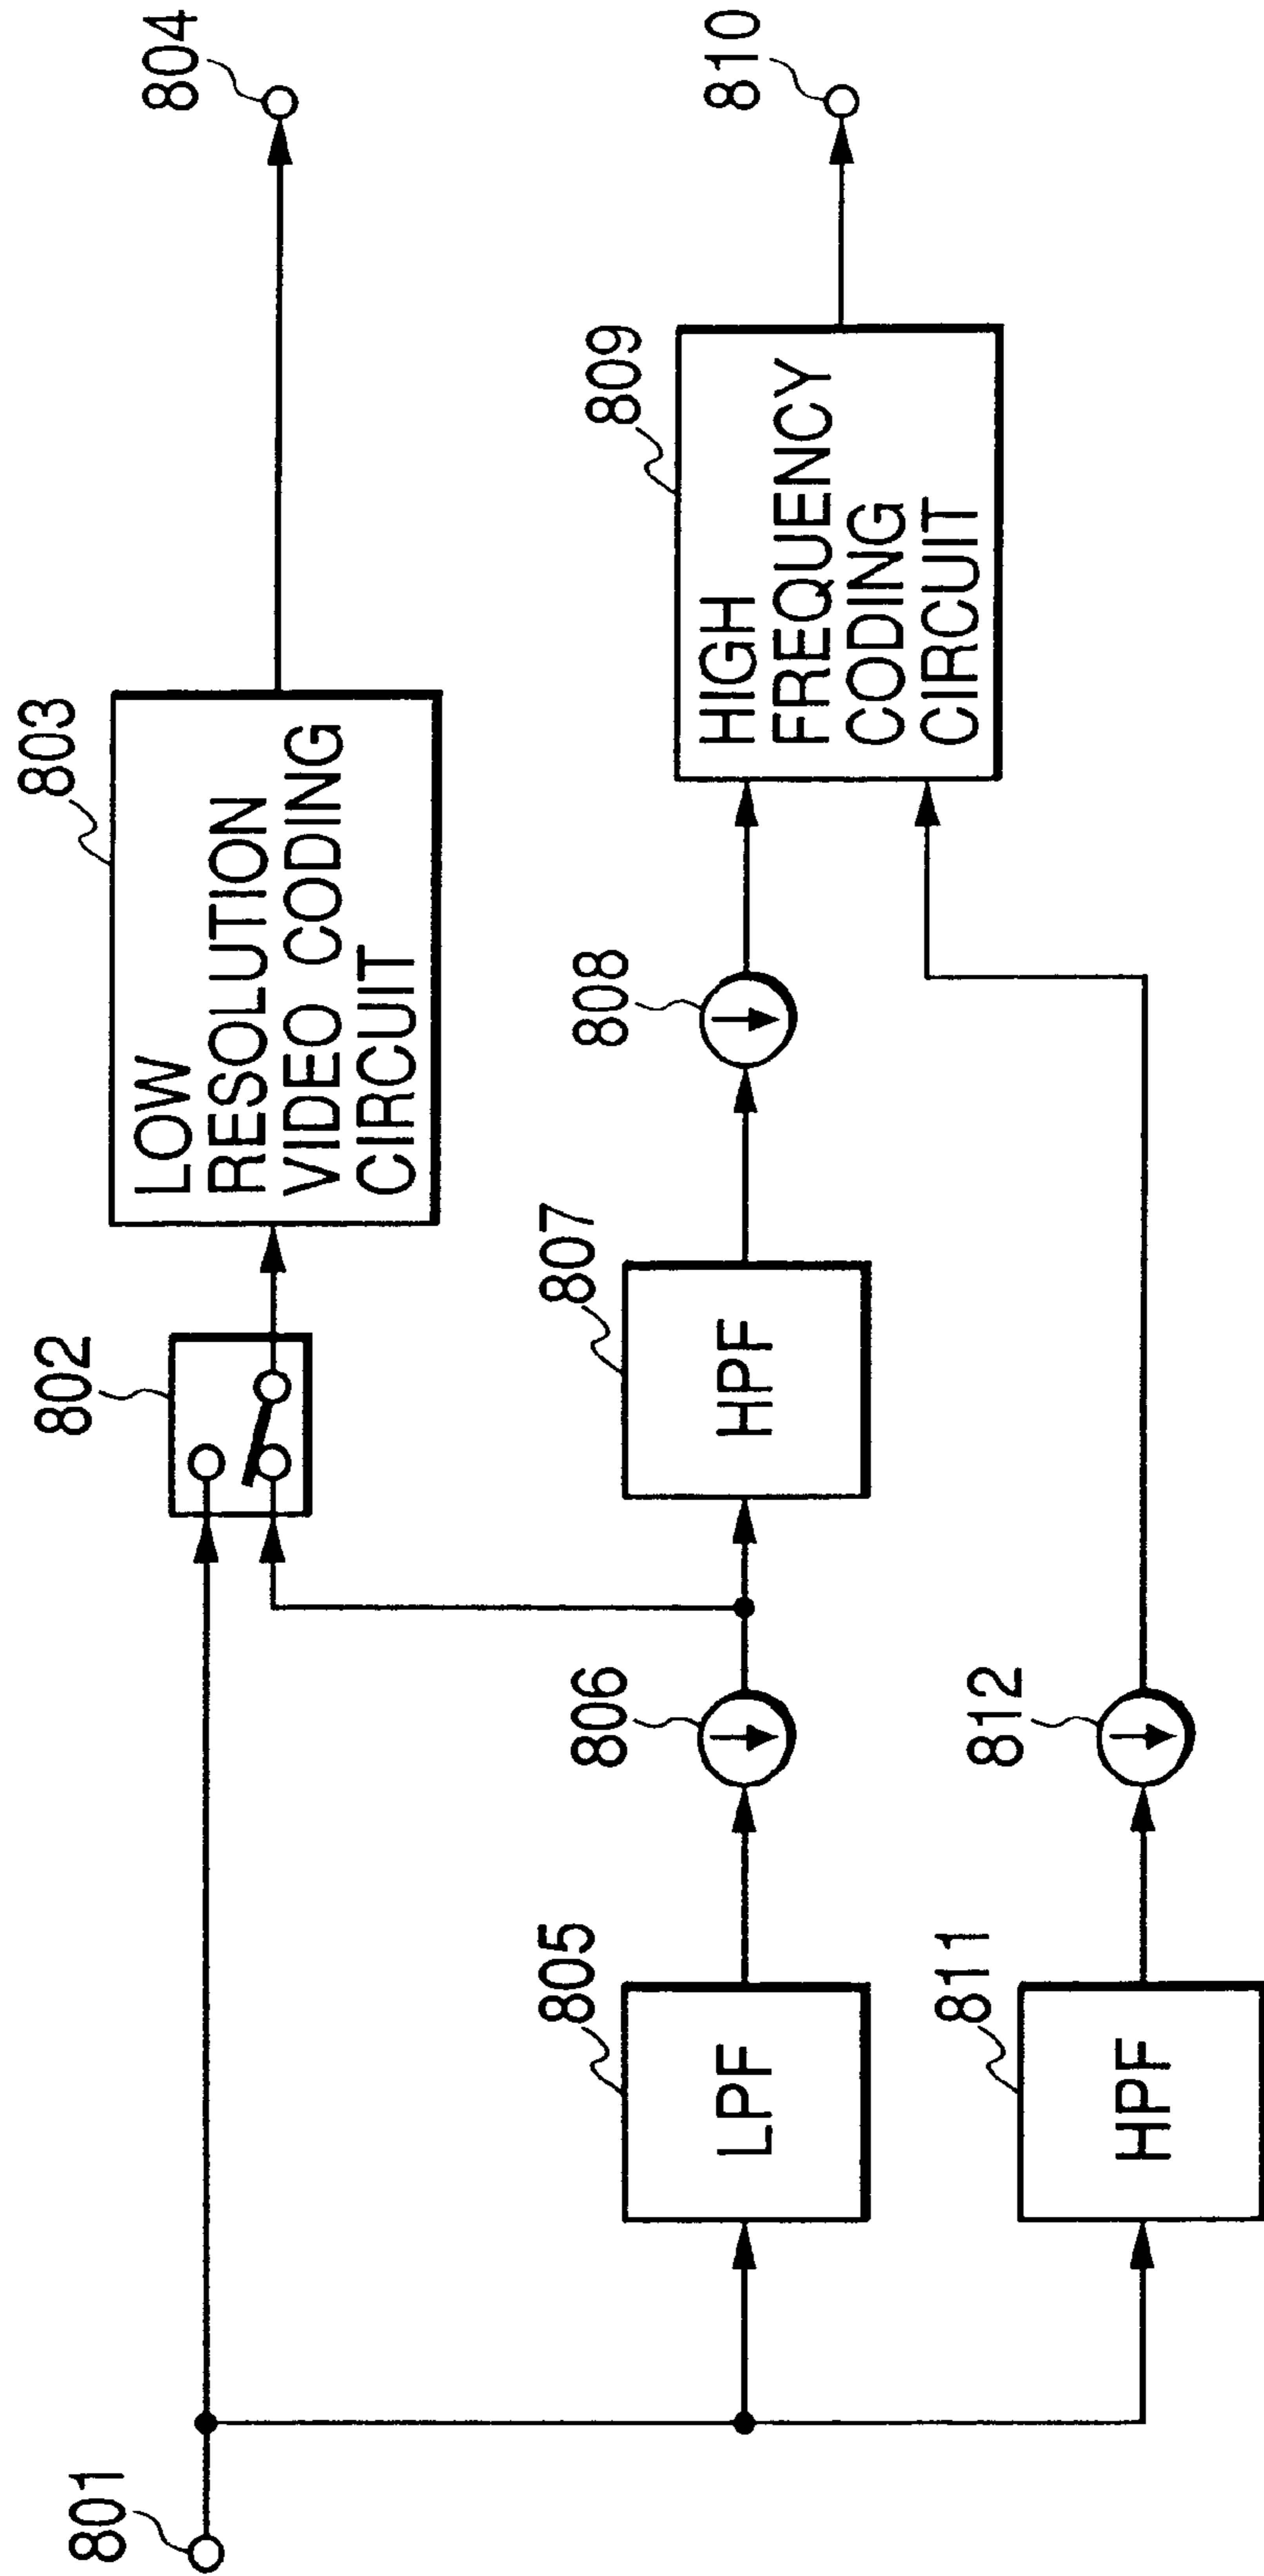 801
802
803
LOW
RESOLUTION
VIDEO CODING
CIRCUIT
804
805
LPF
806
807
HPF
808
809
HIGH
FREQUENCY
CODING
CIRCUIT
810
811
HPF
812